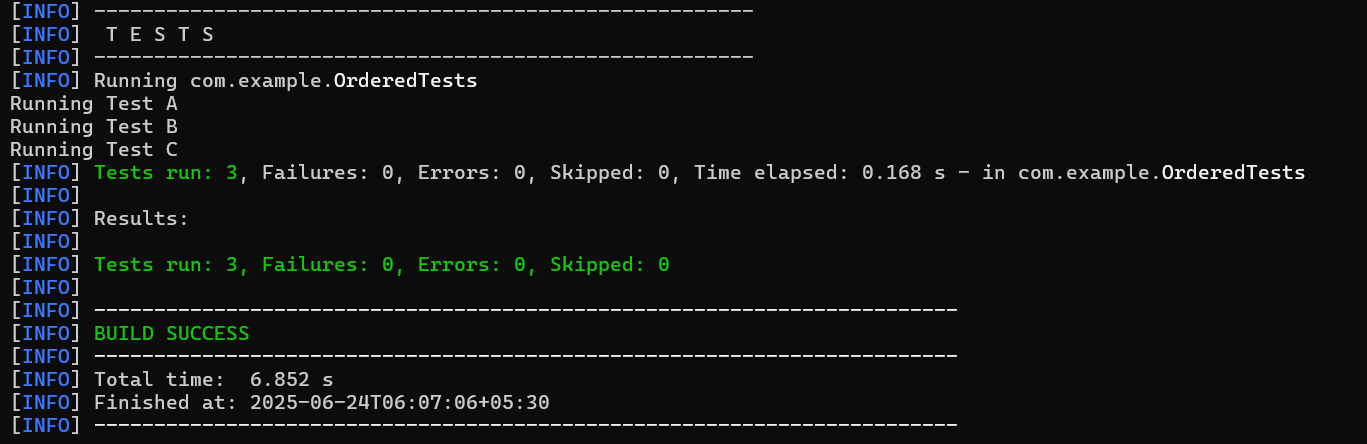 [INFO] -------------------------------------------------------
[INFO]  T E S T S
[INFO] -------------------------------------------------------
[INFO] Running com.example.OrderedTests
Running Test A
Running Test B
Running Test C
[INFO] Tests run: 3, Failures: 0, Errors: 0, Skipped: 0, Time elapsed: 0.168 s - in com.example.OrderedTests
[INFO]
[INFO] Results:
[INFO]
[INFO] Tests run: 3, Failures: 0, Errors: 0, Skipped: 0
[INFO]
[INFO] ------------------------------------------------------------------------
[INFO] BUILD SUCCESS
[INFO] ------------------------------------------------------------------------
[INFO] Total time:  6.852 s
[INFO] Finished at: 2025-06-24T06:07:06+05:30
[INFO] ------------------------------------------------------------------------